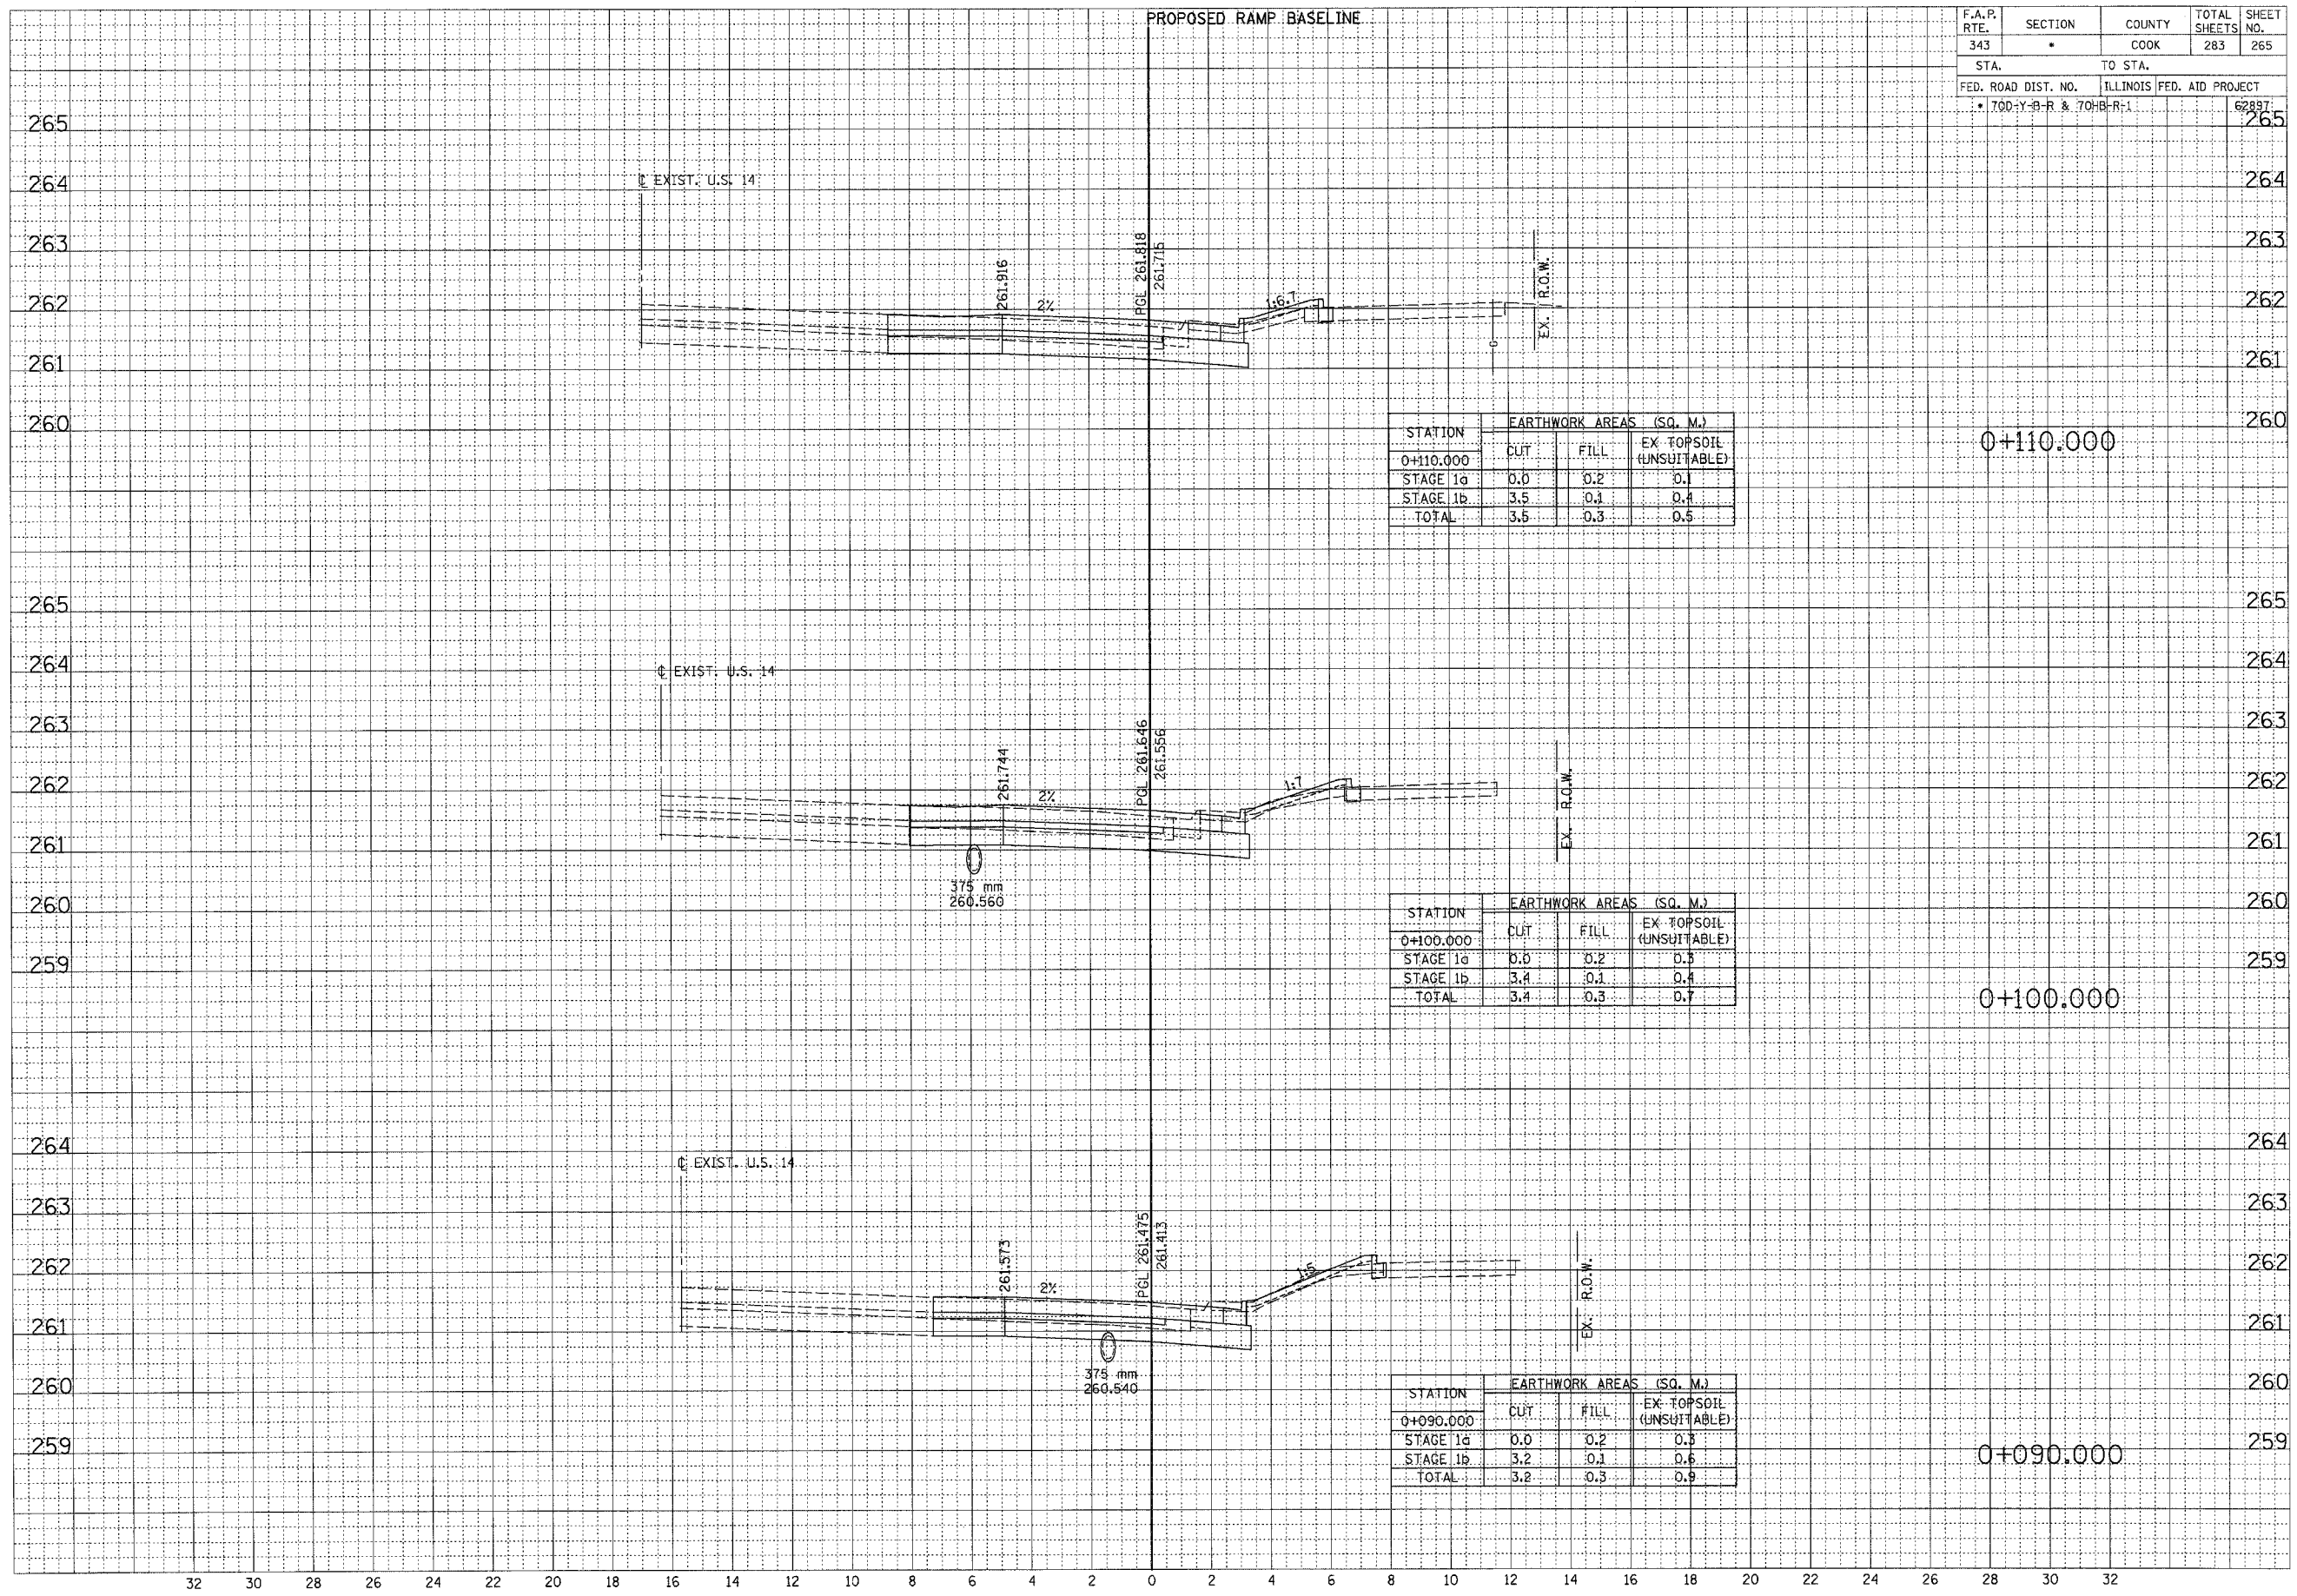 PROPOSED RAMP BASELINE
F.A.P. RTE. SECTION COUNTY TOTAL SHEETS SHEET NO.
343 * COOK 283 265
STA. TO STA.
FED. ROAD DIST. NO. ILLINOIS FED. AID PROJECT
* 70D-Y-B-R & 70HB-R-1 62897
265 265
264 264
263 263
262 262
261 261
260 260
℄ EXIST. U.S. 14
261.916
2%
PGL 261.818
261.715
1:6.7
G
EX. R.O.W.
STATION EARTHWORK AREAS (SQ. M.)
0+110.000 CUT FILL EX TOPSOIL (UNSUITABLE)
STAGE 1a 0.0 0.2 0.1
STAGE 1b 3.5 0.1 0.4
TOTAL 3.5 0.3 0.5
0+110.000
265 265
264 264
263 263
262 262
261 261
260 260
259 259
℄ EXIST. U.S. 14
261.744
2%
PGL 261.646
261.556
1:7
EX. R.O.W.
375 mm
260.560
STATION EARTHWORK AREAS (SQ. M.)
0+100.000 CUT FILL EX TOPSOIL (UNSUITABLE)
STAGE 1a 0.0 0.2 0.3
STAGE 1b 3.4 0.1 0.4
TOTAL 3.4 0.3 0.7
0+100.000
264 264
263 263
262 262
261 261
260 260
259 259
℄ EXIST. U.S. 14
261.573
2%
PGL 261.475
261.413
1:5
EX. R.O.W.
375 mm
260.540
STATION EARTHWORK AREAS (SQ. M.)
0+090.000 CUT FILL EX TOPSOIL (UNSUITABLE)
STAGE 1a 0.0 0.2 0.3
STAGE 1b 3.2 0.1 0.6
TOTAL 3.2 0.3 0.9
0+090.000
32 30 28 26 24 22 20 18 16 14 12 10 8 6 4 2 0 2 4 6 8 10 12 14 16 18 20 22 24 26 28 30 32